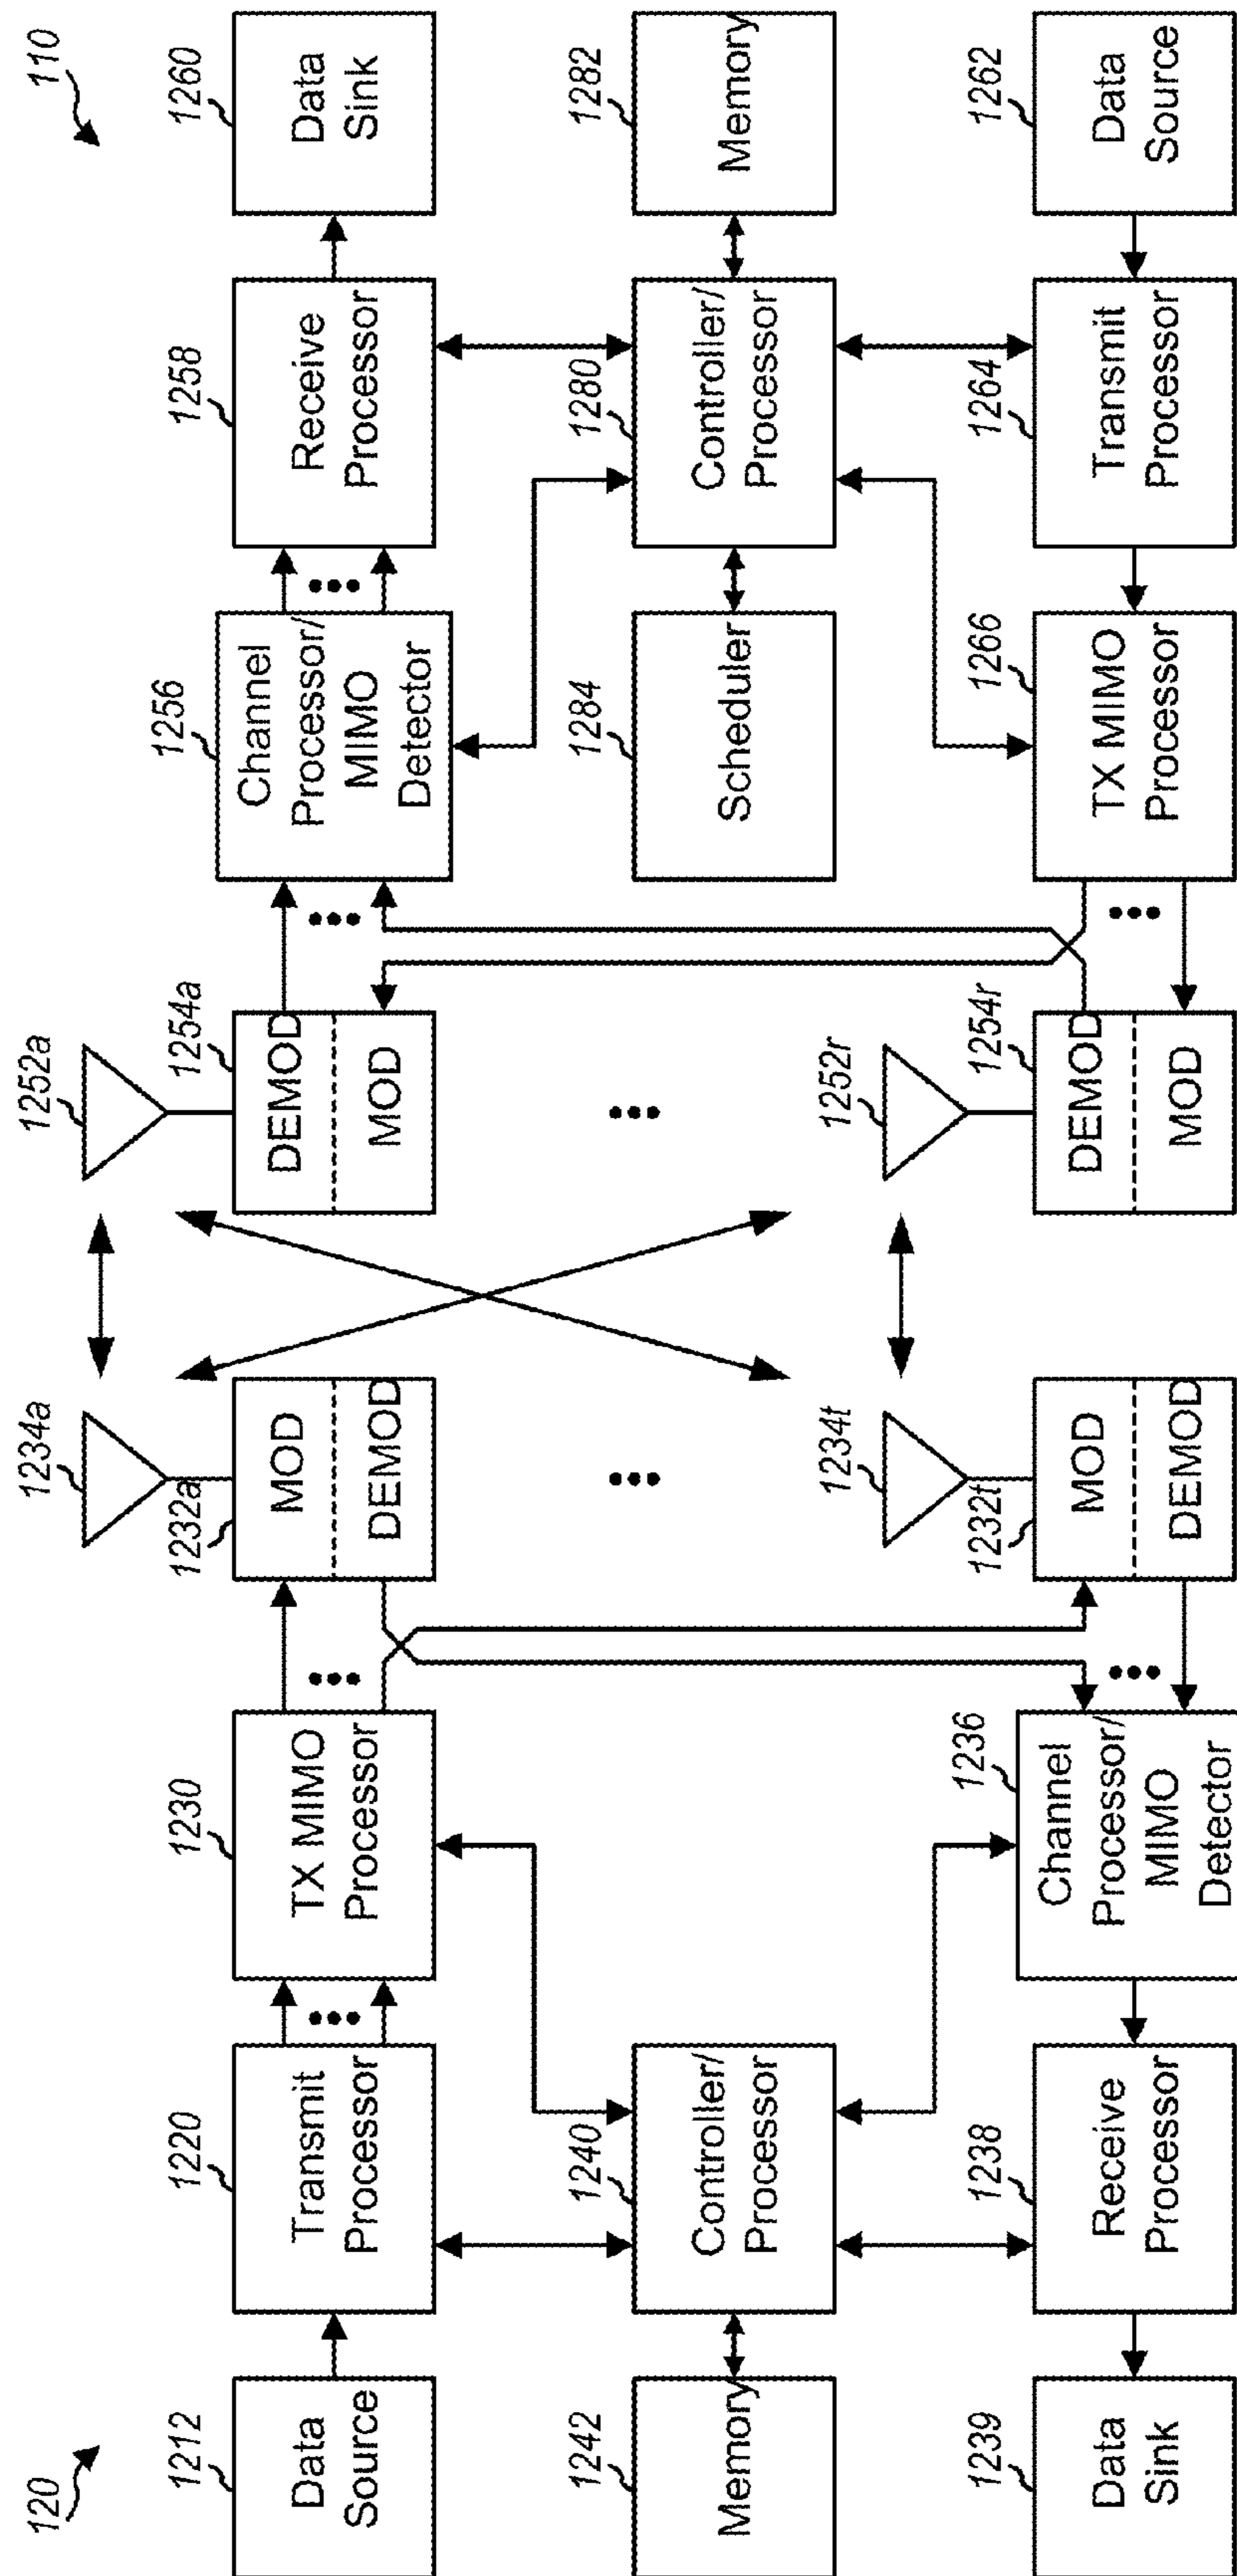 120
110
1212
Data
Source
1220
Transmit
Processor
1230
TX MIMO
Processor
1232a
MOD
DEMOD
1234a
1252a
1254a
DEMOD
MOD
1256
Channel
Processor/
MIMO
Detector
1258
Receive
Processor
1260
Data
Sink
1242
Memory
1240
Controller/
Processor
1284
Scheduler
1280
Controller/
Processor
1282
Memory
1239
Data
Sink
1238
Receive
Processor
1236
Channel
Processor/
MIMO
Detector
1232t
MOD
DEMOD
1234t
1252r
1254r
DEMOD
MOD
1266
TX MIMO
Processor
1264
Transmit
Processor
1262
Data
Source